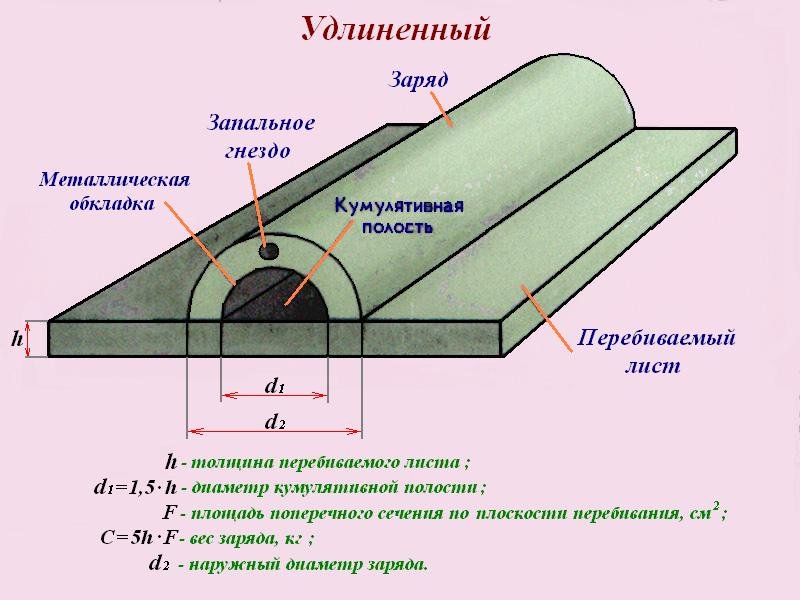 Удлиненный
Заряд
Запальное
гнездо
Металлическая
обкладка
Кумулятивная
полость
h
Перебиваемый
лист
d1
d2
h - толщина перебиваемого листа ;
d1=1,5·h - диаметр кумулятивной полости ;
F - площадь поперечного сечения по плоскости перебивания, см2 ;
C=5h·F - вес заряда, кг ;
d2 - наружный диаметр заряда.